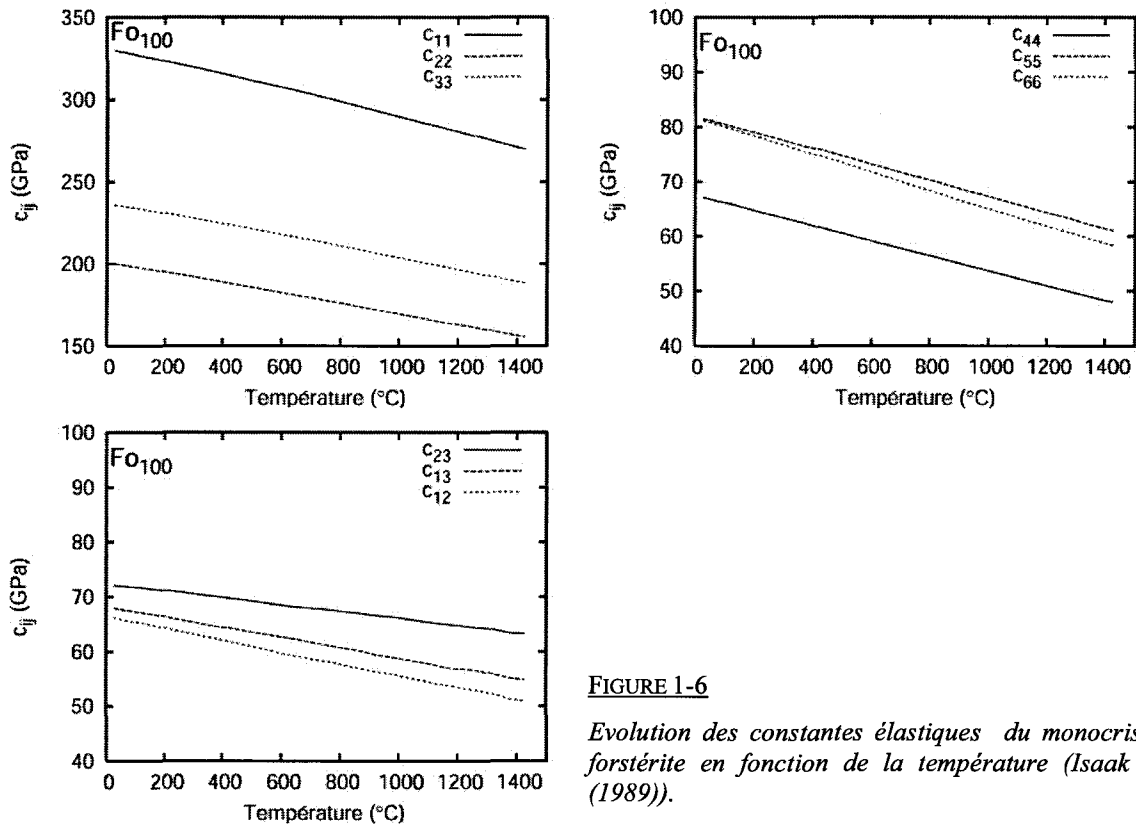 350
300
250
200
150
c_ij (GPa)
Fo100
c11
c22
c33
0 200 400 600 800 1000 1200 1400
Température (°C)
100
90
80
70
60
50
40
c_ij (GPa)
Fo100
c44
c55
c66
0 200 400 600 800 1000 1200 1400
Température (°C)
100
90
80
70
60
50
40
c_ij (GPa)
Fo100
c23
c13
c12
0 200 400 600 800 1000 1200 1400
Température (°C)
FIGURE 1-6
Evolution des constantes élastiques du monocris
forstérite en fonction de la température (Isaak
(1989)).